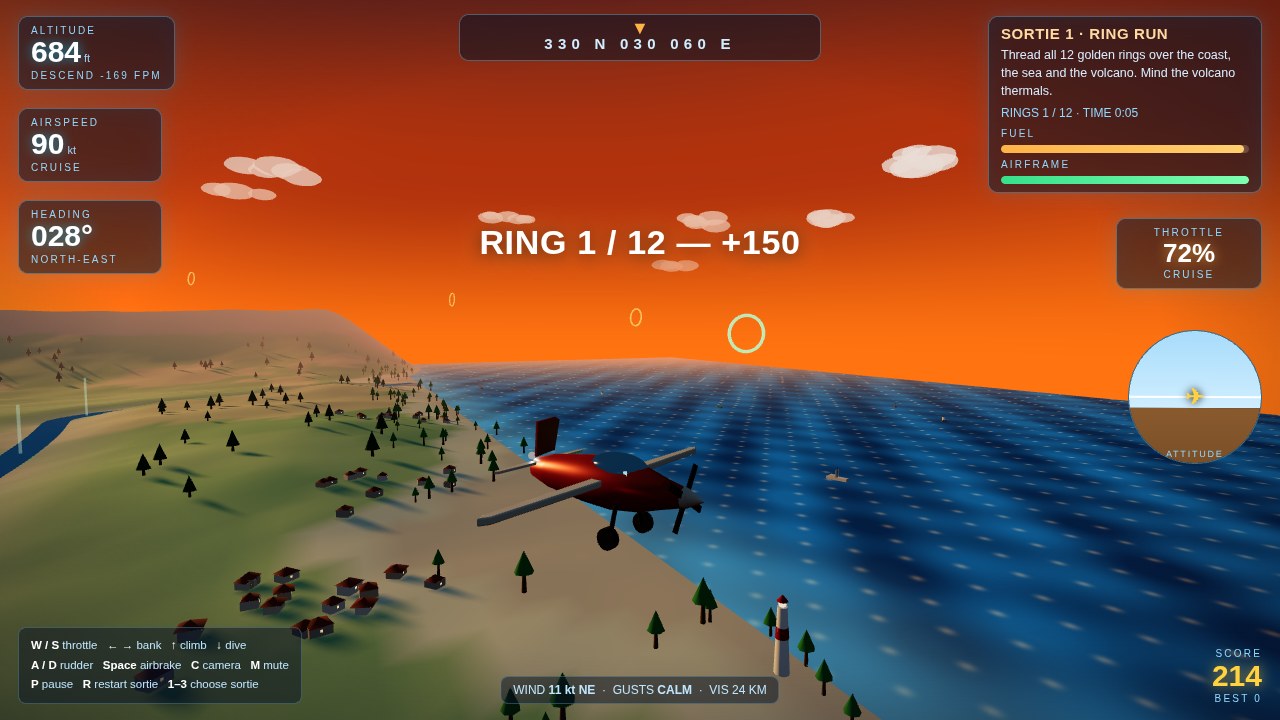 ALTITUDE
684 ft
DESCEND -169 FPM
AIRSPEED
90 kt
CRUISE
HEADING
028°
NORTH-EAST
▼
330 N 030 060 E
SORTIE 1 · RING RUN
Thread all 12 golden rings over the coast,
the sea and the volcano. Mind the volcano
thermals.
RINGS 1 / 12 · TIME 0:05
FUEL
AIRFRAME
THROTTLE
72%
CRUISE
RING 1 / 12 — +150
ATTITUDE
W / S throttle ← → bank ↑ climb ↓ dive
A / D rudder Space airbrake C camera M mute
P pause R restart sortie 1–3 choose sortie
WIND 11 kt NE · GUSTS CALM · VIS 24 KM
SCORE
214
BEST 0